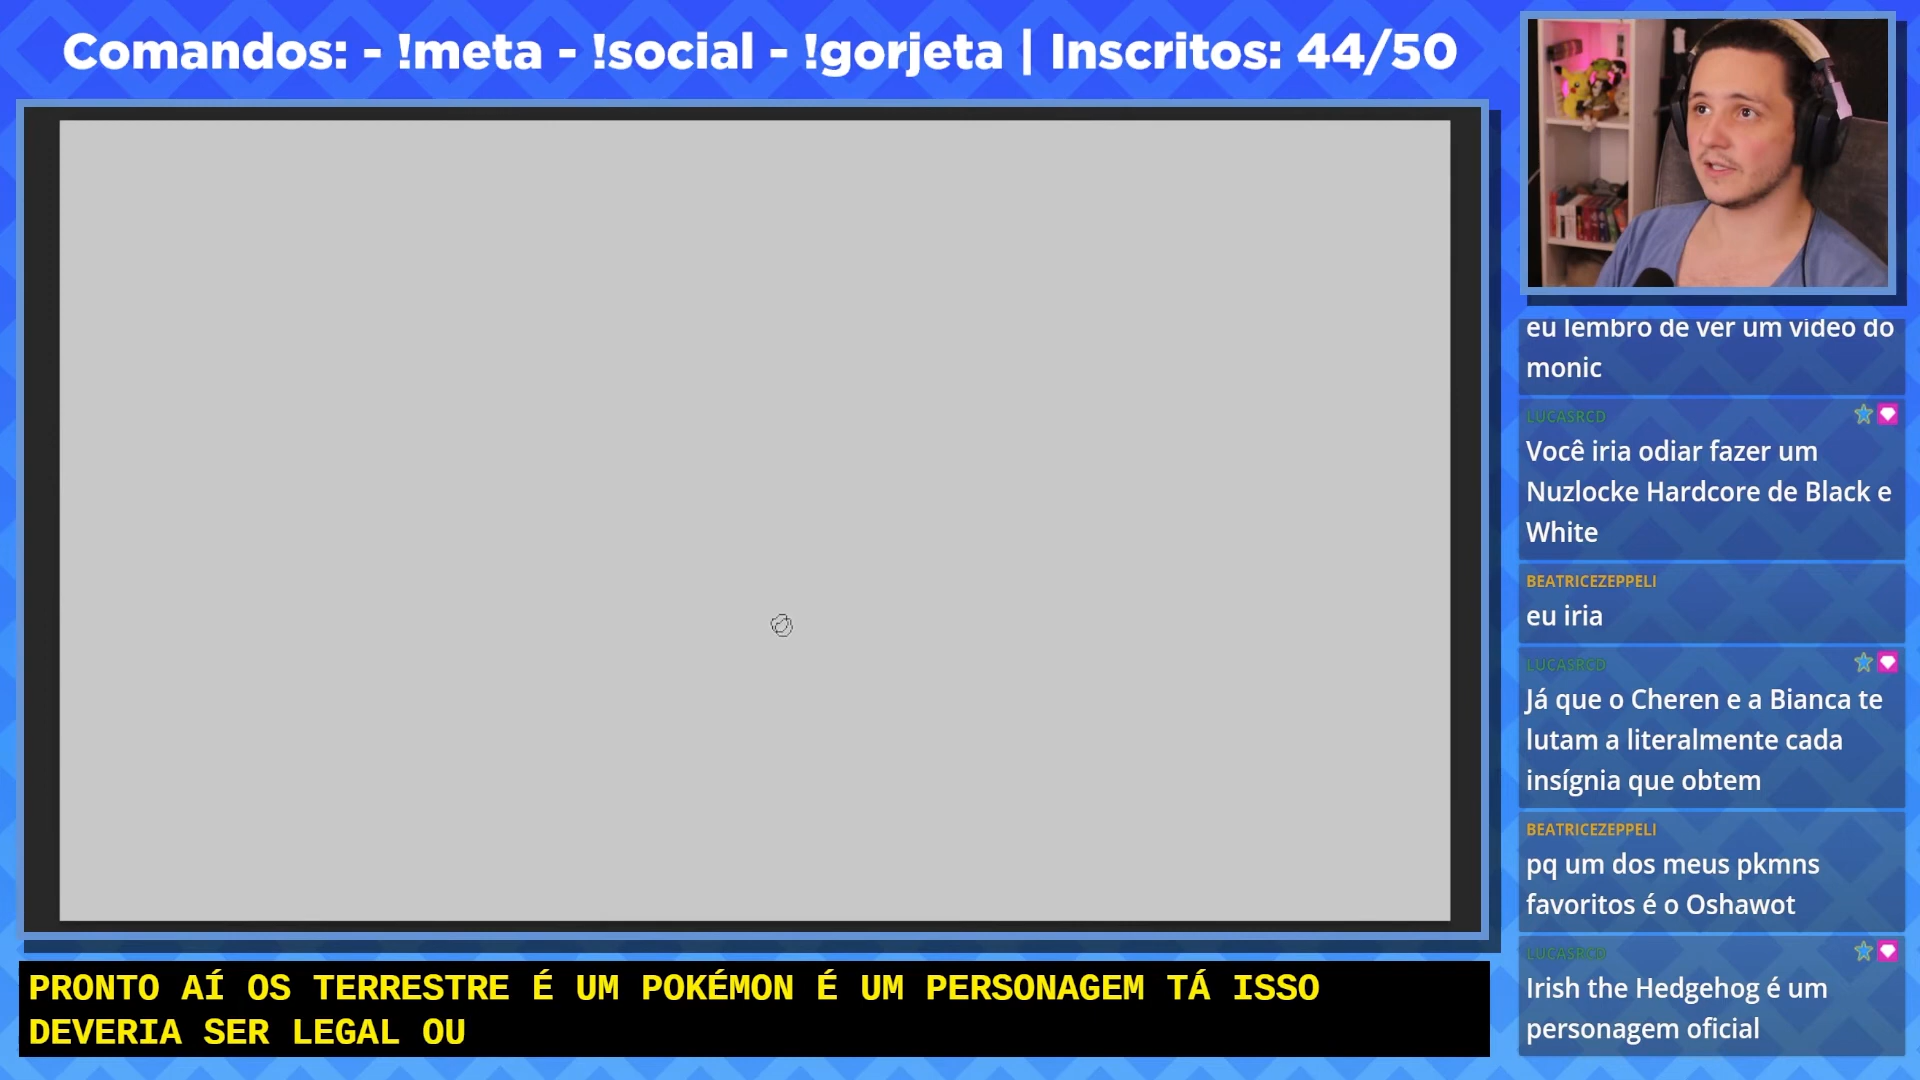 Comandos: - !meta - !social - !gorjeta | Inscritos: 44/50
eu lembro de ver um vídeo do
monic
LUCASRCD
Você iria odiar fazer um
Nuzlocke Hardcore de Black e
White
BEATRICEZEPPELI
eu iria
LUCASRCD
Já que o Cheren e a Bianca te
lutam a literalmente cada
insígnia que obtem
BEATRICEZEPPELI
pq um dos meus pkmns
favoritos é o Oshawot
LUCASRCD
Irish the Hedgehog é um
personagem oficial
PRONTO AÍ OS TERRESTRE É UM POKÉMON É UM PERSONAGEM TÁ ISSO
DEVERIA SER LEGAL OU